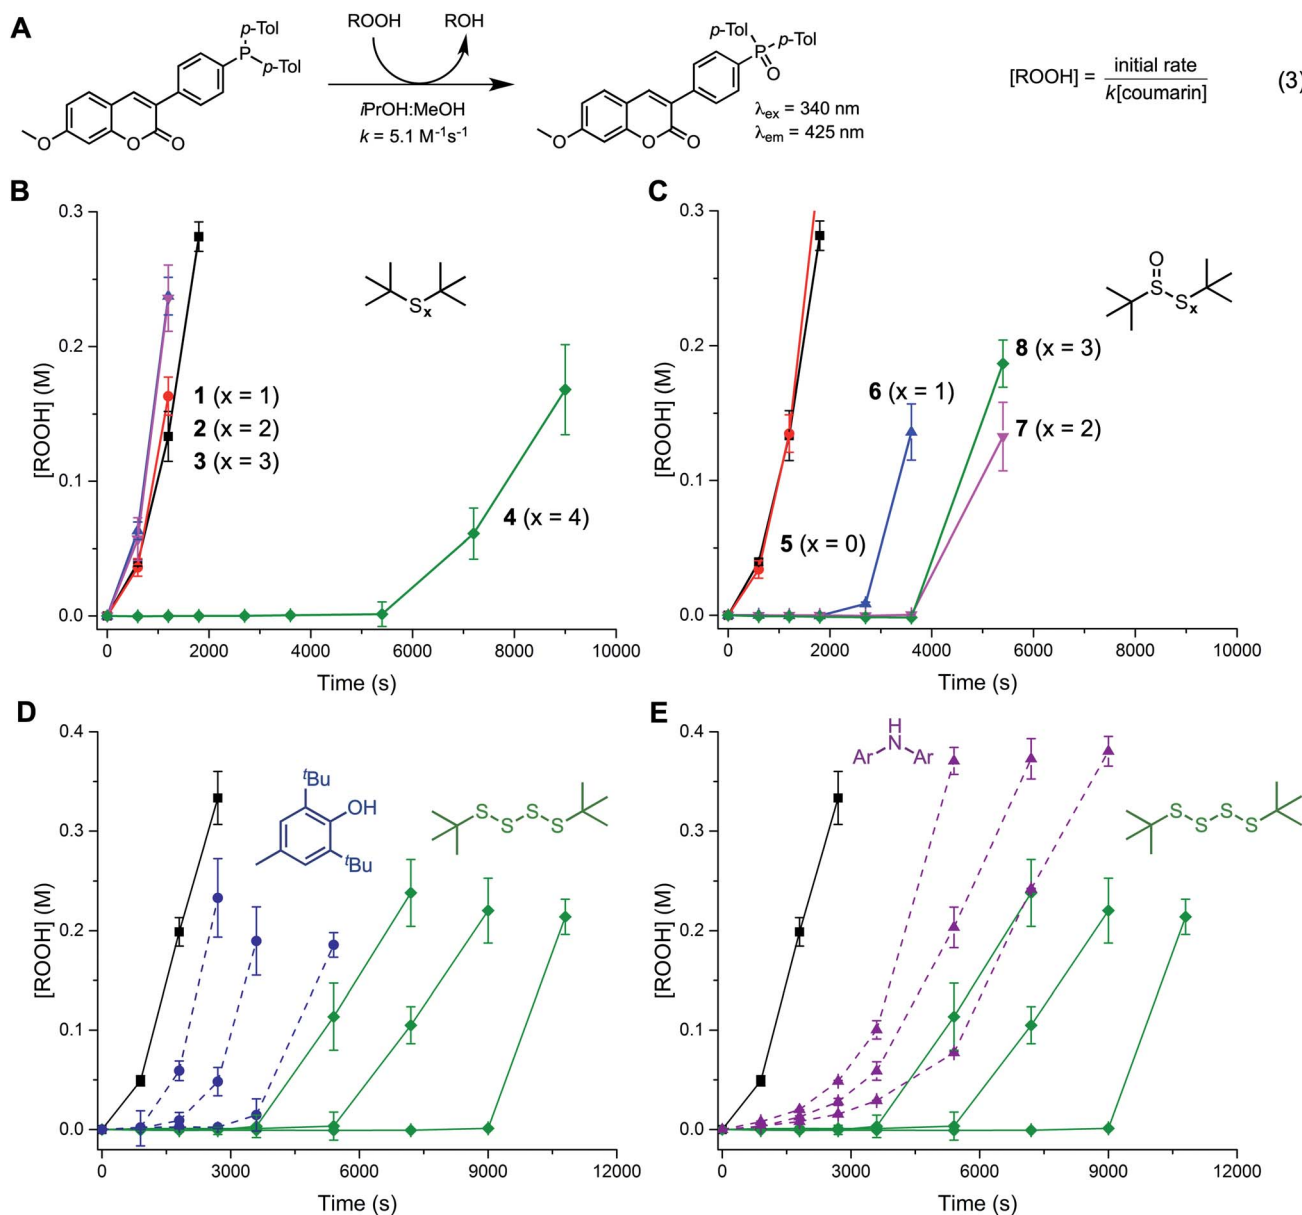 A
ROOH
ROH
p-Tol
P
p-Tol
O
O
O
iPrOH:MeOH
k = 5.1 M⁻¹s⁻¹
p-Tol
p-Tol
P
O
O
O
O
λex = 340 nm
λem = 425 nm
[ROOH] = initial rate
k[coumarin]
(3)
B
0.3
0.2
0.1
0.0
[ROOH] (M)
Sx
1 (x = 1)
2 (x = 2)
3 (x = 3)
4 (x = 4)
0 2000 4000 6000 8000 10000
Time (s)
C
0.3
0.2
0.1
0.0
[ROOH] (M)
O
S
Sx
8 (x = 3)
6 (x = 1)
7 (x = 2)
5 (x = 0)
0 2000 4000 6000 8000 10000
Time (s)
D
0.4
0.3
0.2
0.1
0.0
[ROOH] (M)
tBu
OH
tBu
S S S S
0 3000 6000 9000 12000
Time (s)
E
0.4
0.3
0.2
0.1
0.0
[ROOH] (M)
H
Ar N Ar
S S S S
0 3000 6000 9000 12000
Time (s)